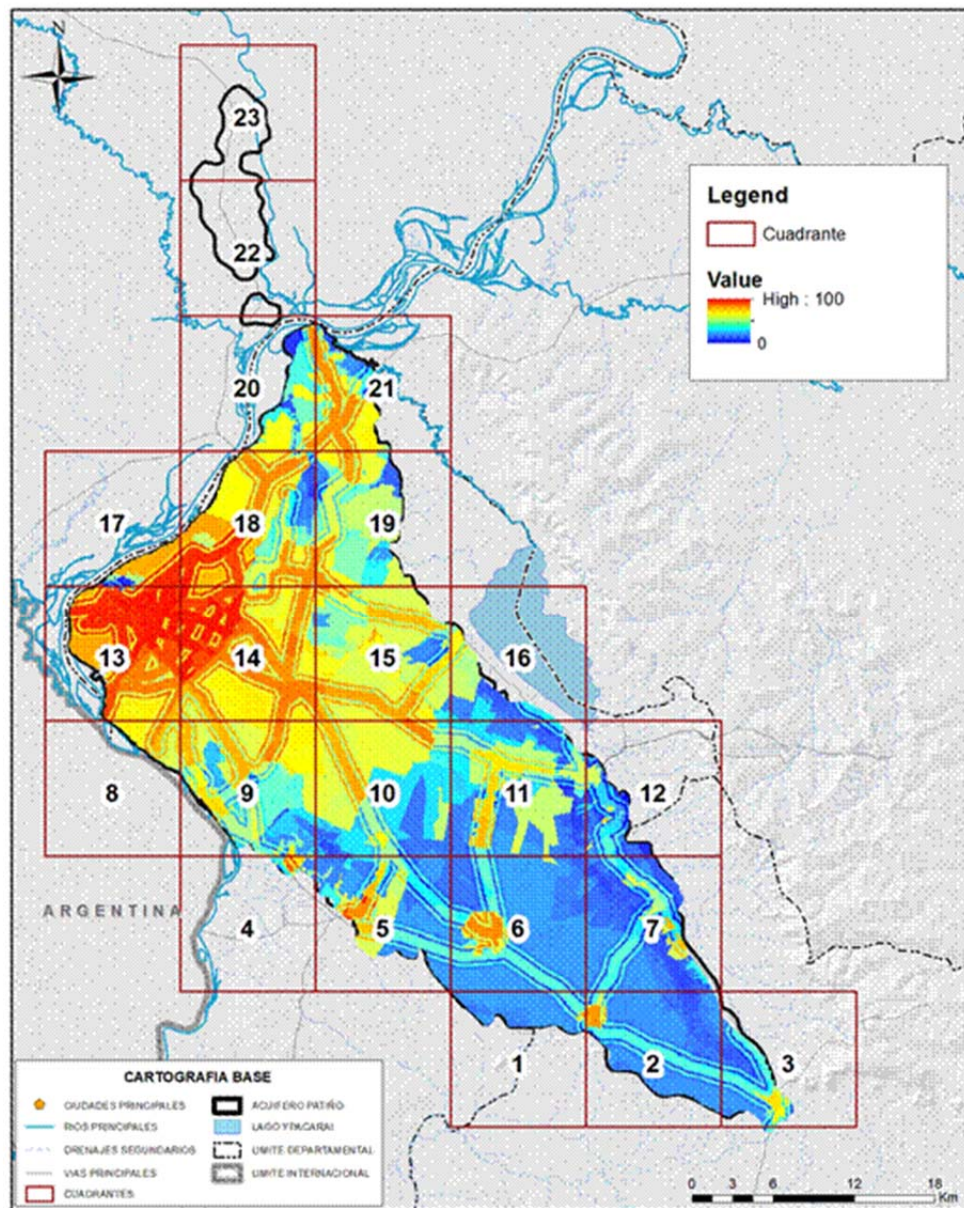 N
23
22
Legend
Cuadrante
Value
High : 100
0
20
21
17
18
19
13
14
15
16
8
9
10
11
12
ARGENTINA
4
5
6
7
1
2
3
CARTOGRAFIA BASE
CIUDADES PRINCIPALES
ACUIFERO PATIÑO
RIOS PRINCIPALES
LAGO YPACARAI
DRENAJES SEGUNDARIOS
LIMITE DEPARTAMENTAL
VIAS PRINCIPALES
LIMITE INTERNACIONAL
CUADRANTES
0 3 6 12 18
Km